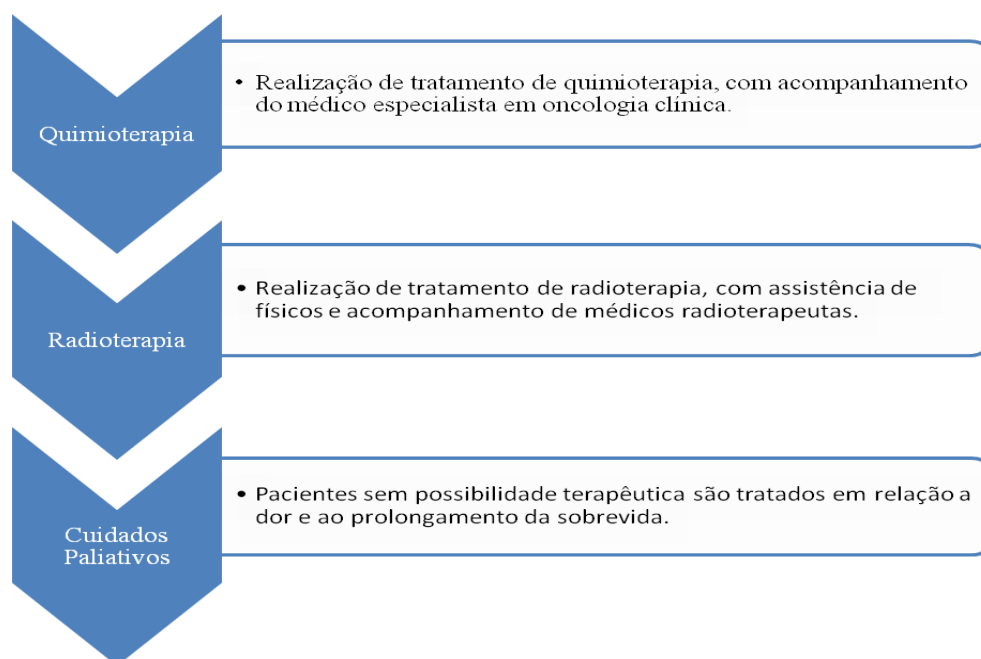 Quimioterapia
• Realização de tratamento de quimioterapia, com acompanhamento
do médico especialista em oncologia clínica.
Radioterapia
• Realização de tratamento de radioterapia, com assistência de
físicos e acompanhamento de médicos radioterapeutas.
Cuidados
Paliativos
• Pacientes sem possibilidade terapêutica são tratados em relação a
dor e ao prolongamento da sobrevida.